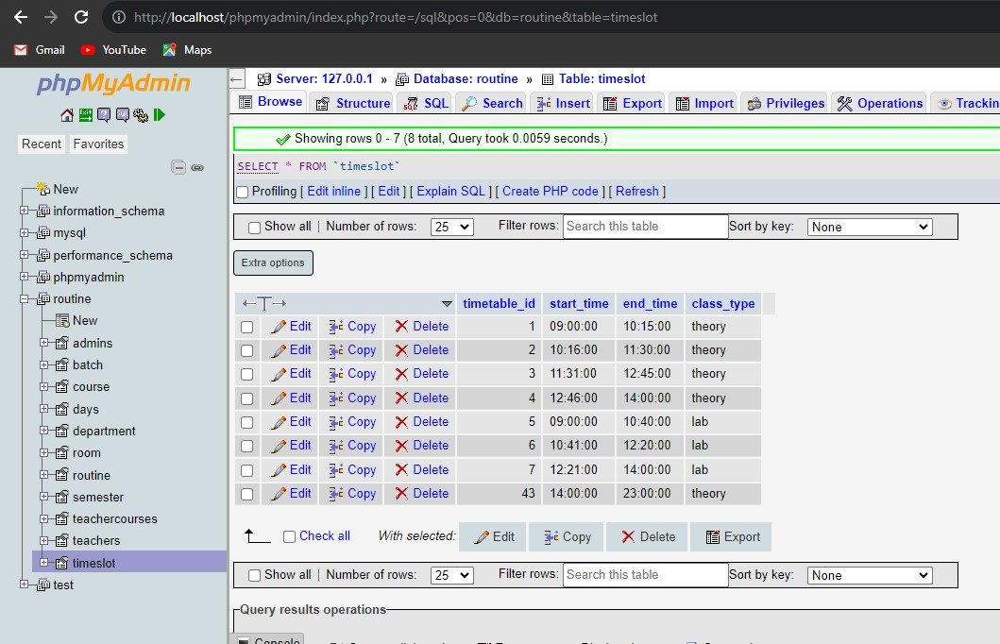 http://localhost/phpmyadmin/index.php?route=/sql&pos=0&db=routine&table=timeslot
Gmail YouTube Maps
phpMyAdmin
Recent Favorites
New
information_schema
mysql
performance_schema
phpmyadmin
routine
New
admins
batch
course
days
department
room
routine
semester
teachercourses
teachers
timeslot
test
Server: 127.0.0.1 » Database: routine » Table: timeslot
Browse Structure SQL Search Insert Export Import Privileges Operations Trackin
Showing rows 0 - 7 (8 total, Query took 0.0059 seconds.)
SELECT * FROM `timeslot`
Profiling [ Edit inline ] [ Edit ] [ Explain SQL ] [ Create PHP code ] [ Refresh ]
Show all | Number of rows: 25 Filter rows: Search this table Sort by key: None
Extra options
←T→ timetable_id start_time end_time class_type
Edit Copy Delete 1 09:00:00 10:15:00 theory
Edit Copy Delete 2 10:16:00 11:30:00 theory
Edit Copy Delete 3 11:31:00 12:45:00 theory
Edit Copy Delete 4 12:46:00 14:00:00 theory
Edit Copy Delete 5 09:00:00 10:40:00 lab
Edit Copy Delete 6 10:41:00 12:20:00 lab
Edit Copy Delete 7 12:21:00 14:00:00 lab
Edit Copy Delete 43 14:00:00 23:00:00 theory
Check all With selected: Edit Copy Delete Export
Show all | Number of rows: 25 Filter rows: Search this table Sort by key: None
Query results operations
Console